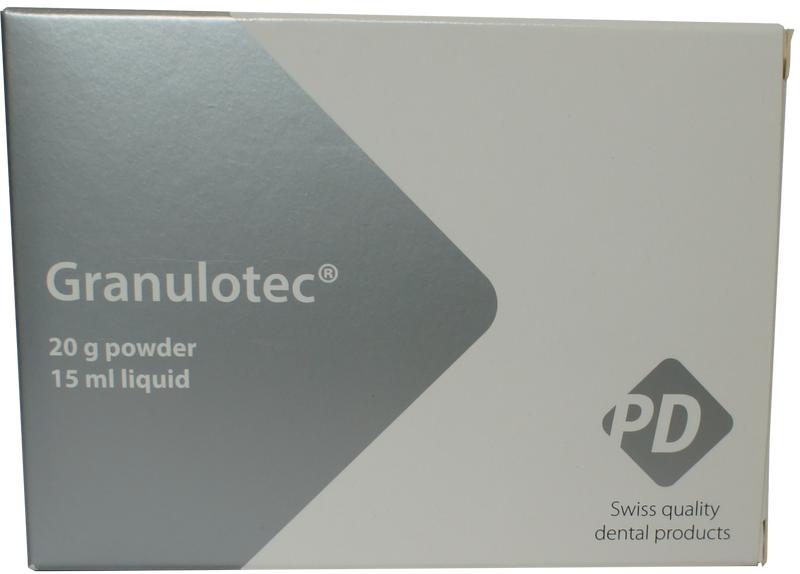 Granulotec®
20 g powder
15 ml liquid
PD
Swiss quality
dental products